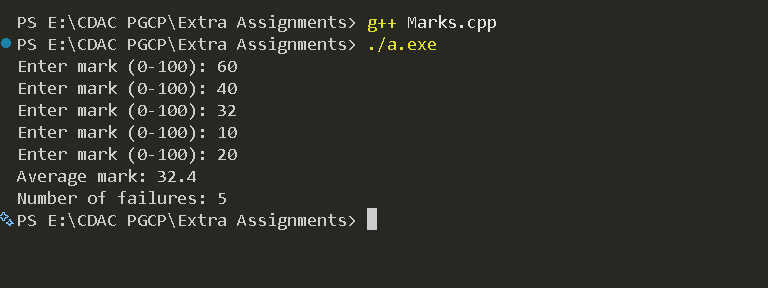 PS E:\CDAC PGCP\Extra Assignments> g++ Marks.cpp
PS E:\CDAC PGCP\Extra Assignments> ./a.exe
Enter mark (0-100): 60
Enter mark (0-100): 40
Enter mark (0-100): 32
Enter mark (0-100): 10
Enter mark (0-100): 20
Average mark: 32.4
Number of failures: 5
PS E:\CDAC PGCP\Extra Assignments>